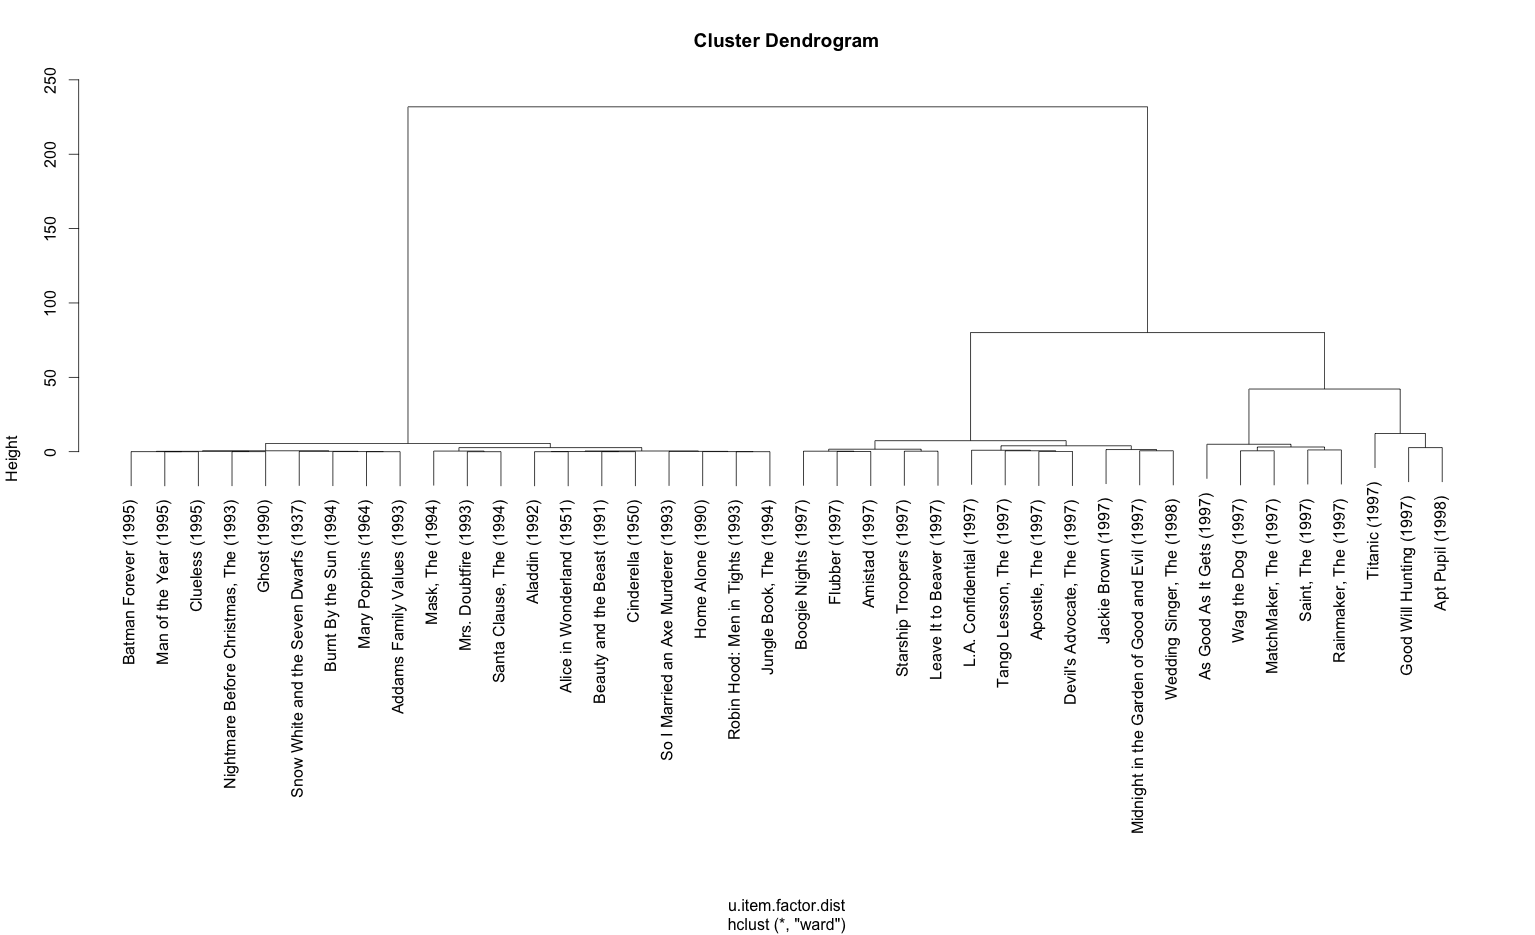 Cluster Dendrogram
Height
250
200
150
100
50
0
Batman Forever (1995)
Man of the Year (1995)
Clueless (1995)
Nightmare Before Christmas, The (1993)
Ghost (1990)
Snow White and the Seven Dwarfs (1937)
Burnt By the Sun (1994)
Mary Poppins (1964)
Addams Family Values (1993)
Mask, The (1994)
Mrs. Doubtfire (1993)
Santa Clause, The (1994)
Aladdin (1992)
Alice in Wonderland (1951)
Beauty and the Beast (1991)
Cinderella (1950)
So I Married an Axe Murderer (1993)
Home Alone (1990)
Robin Hood: Men in Tights (1993)
Jungle Book, The (1994)
Boogie Nights (1997)
Flubber (1997)
Amistad (1997)
Starship Troopers (1997)
Leave It to Beaver (1997)
L.A. Confidential (1997)
Tango Lesson, The (1997)
Apostle, The (1997)
Devil's Advocate, The (1997)
Jackie Brown (1997)
Midnight in the Garden of Good and Evil (1997)
Wedding Singer, The (1998)
As Good As It Gets (1997)
Wag the Dog (1997)
MatchMaker, The (1997)
Saint, The (1997)
Rainmaker, The (1997)
Titanic (1997)
Good Will Hunting (1997)
Apt Pupil (1998)
u.item.factor.dist
hclust (*, "ward")